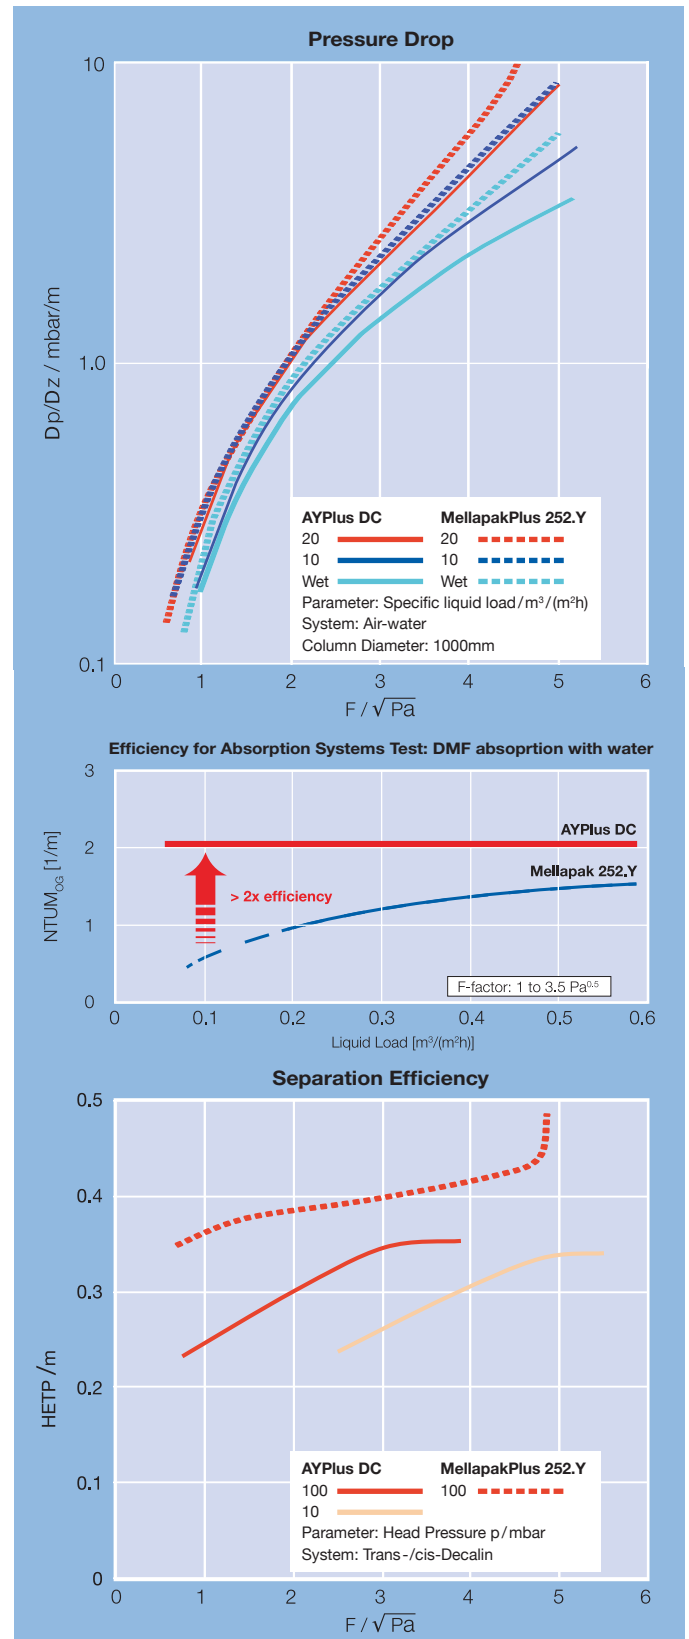 Pressure Drop
10
1.0
0.1
Dp/Dz / mbar/m
AYPlus DC MellapakPlus 252.Y
20 20
10 10
Wet Wet
Parameter: Specific liquid load/m³/(m²h)
System: Air-water
Column Diameter: 1000mm
0 1 2 3 4 5 6
F / √Pa
Efficiency for Absorption Systems Test: DMF absoprtion with water
3
2
1
0
NTUM_OG [1/m]
AYPlus DC
Mellapak 252.Y
> 2x efficiency
F-factor: 1 to 3.5 Pa⁰·⁵
0 0.1 0.2 0.3 0.4 0.5 0.6
Liquid Load [m³/(m²h)]
Separation Efficiency
0.5
0.4
0.3
0.2
0.1
0
HETP /m
AYPlus DC MellapakPlus 252.Y
100 100
10
Parameter: Head Pressure p/mbar
System: Trans-/cis-Decalin
0 1 2 3 4 5 6
F / √Pa